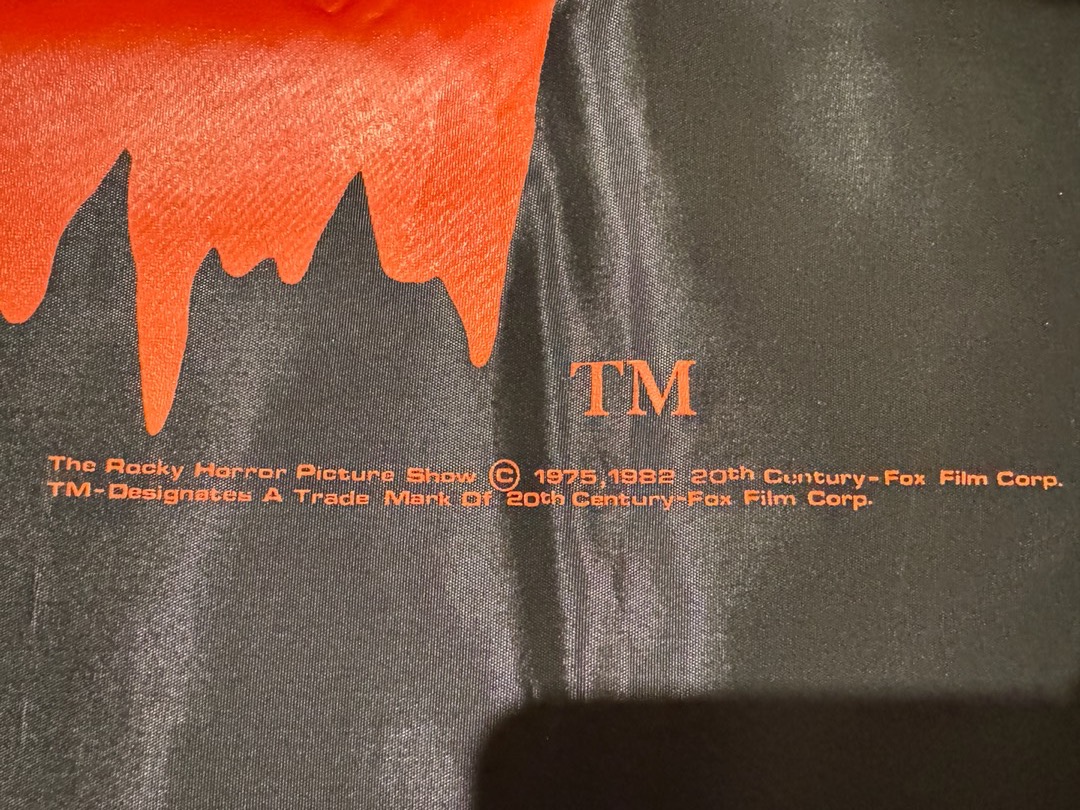 TM
The Rocky Horror Picture Show © 1975,1982 20th Century-Fox Film Corp.
TM-Designates A Trade Mark Of 20th Century-Fox Film Corp.